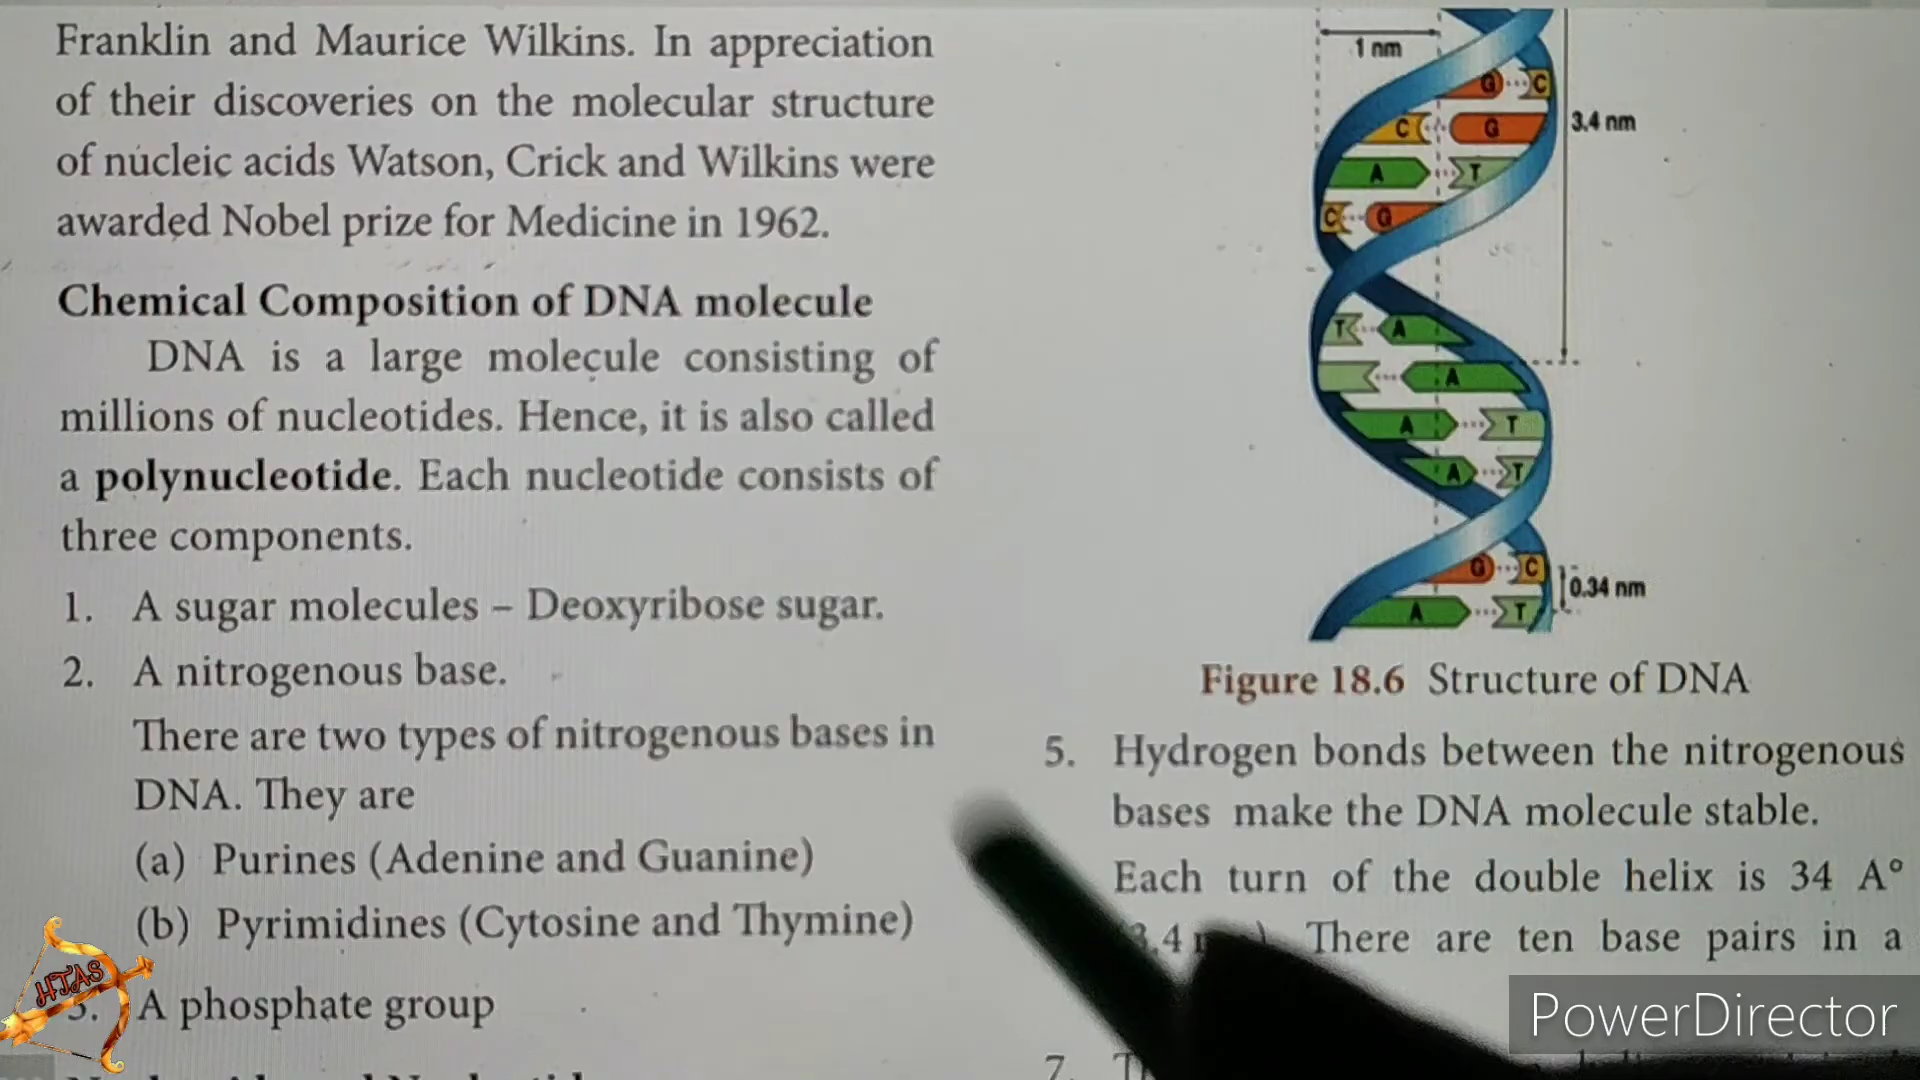 Franklin and Maurice Wilkins. In appreciation
of their discoveries on the molecular structure
of nucleic acids Watson, Crick and Wilkins were
awarded Nobel prize for Medicine in 1962.
Chemical Composition of DNA molecule
DNA is a large molecule consisting of
millions of nucleotides. Hence, it is also called
a polynucleotide. Each nucleotide consists of
three components.
1. A sugar molecules – Deoxyribose sugar.
2. A nitrogenous base.
There are two types of nitrogenous bases in
DNA. They are
(a) Purines (Adenine and Guanine)
(b) Pyrimidines (Cytosine and Thymine)
3. A phosphate group
HTAS
1 nm
G C
C G
3.4 nm
A T
C G
T A
A
A T
A T
G C
0.34 nm
A T
Figure 18.6 Structure of DNA
5. Hydrogen bonds between the nitrogenous
bases make the DNA molecule stable.
Each turn of the double helix is 34 A°
There are ten base pairs in a
7.
PowerDirector